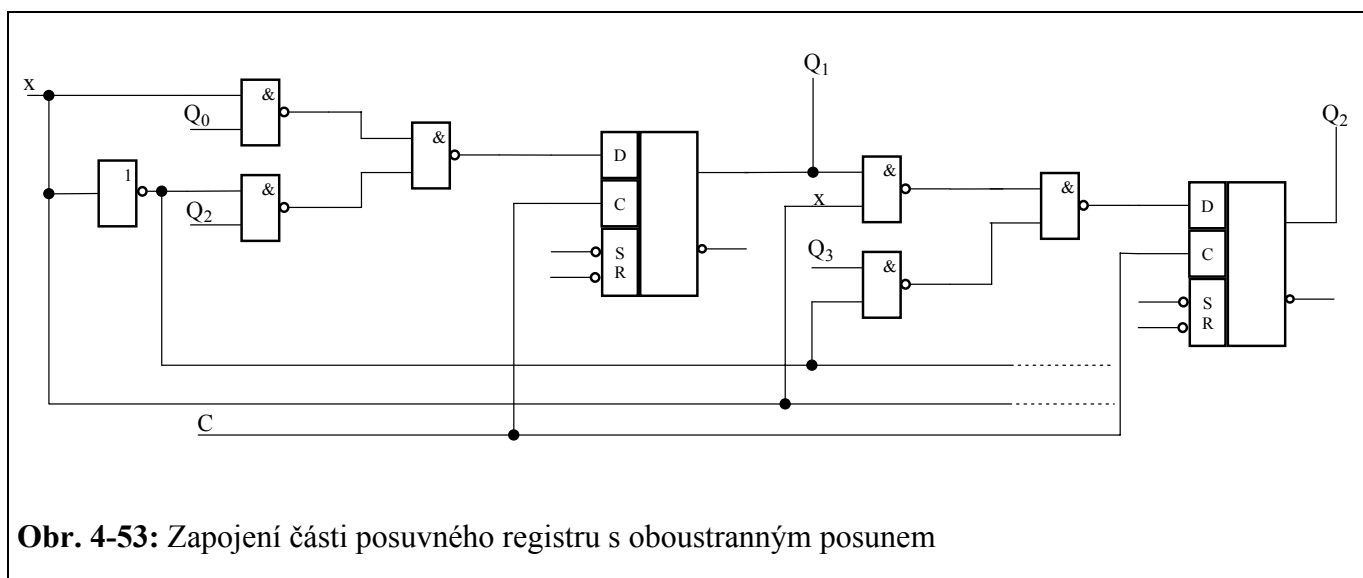 x
Q0
Q2
1
&
&
&
D
C
S
R
Q1
x
Q3
&
&
&
D
C
S
R
Q2
C
Obr. 4-53: Zapojení části posuvného registru s oboustranným posunem